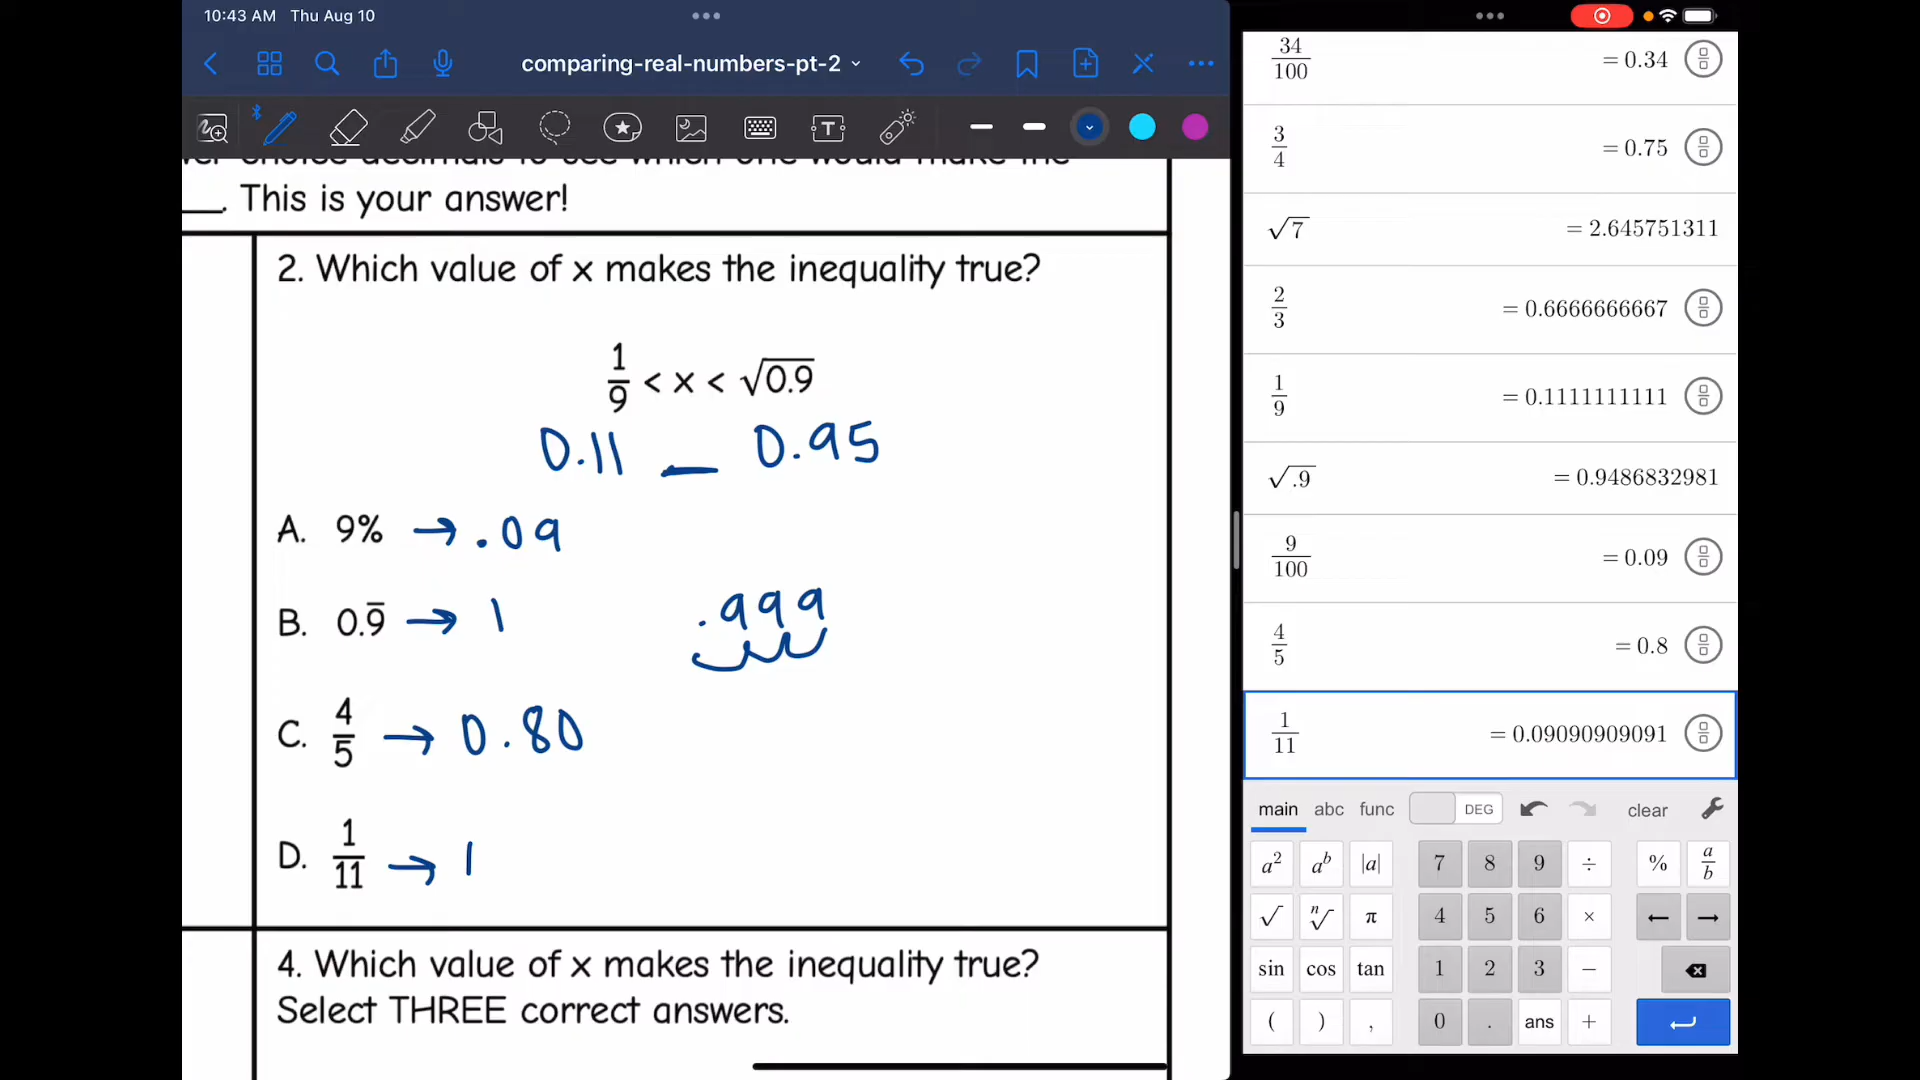 10:43 AM Thu Aug 10
comparing-real-numbers-pt-2
This is your answer!
2. Which value of x makes the inequality true?
1/9 < x < √0.9
0.11 _ 0.95
A. 9% → .09
B. 0.9̅ → 1
.999
C. 4/5 → 0.80
D. 1/11 → 1
4. Which value of x makes the inequality true?
Select THREE correct answers.
34/100 = 0.34
3/4 = 0.75
√7 = 2.645751311
2/3 = 0.6666666667
1/9 = 0.1111111111
√.9 = 0.9486832981
9/100 = 0.09
4/5 = 0.8
1/11 = 0.09090909091
main abc func DEG clear
a² aᵇ |a| 7 8 9 ÷ % a/b
√ ⁿ√ π 4 5 6 × ← →
sin cos tan 1 2 3 −
( ) , 0 . ans +